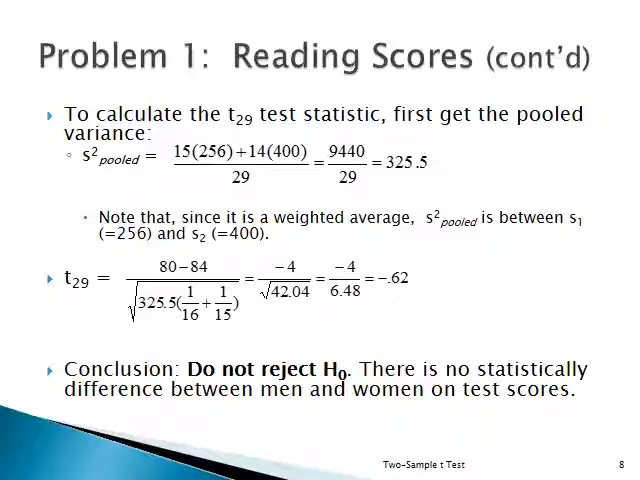 Problem 1: Reading Scores (cont'd)
To calculate the t29 test statistic, first get the pooled
variance:
s2pooled = 15(256)+14(400)/29 = 9440/29 = 325.5
Note that, since it is a weighted average, s2pooled is between s1
(=256) and s2 (=400).
t29 = 80−84/√325.5(1/16+1/15) = −4/√42.04 = −4/6.48 = −.62
Conclusion: Do not reject H0. There is no statistically
difference between men and women on test scores.
Two-Sample t Test
8